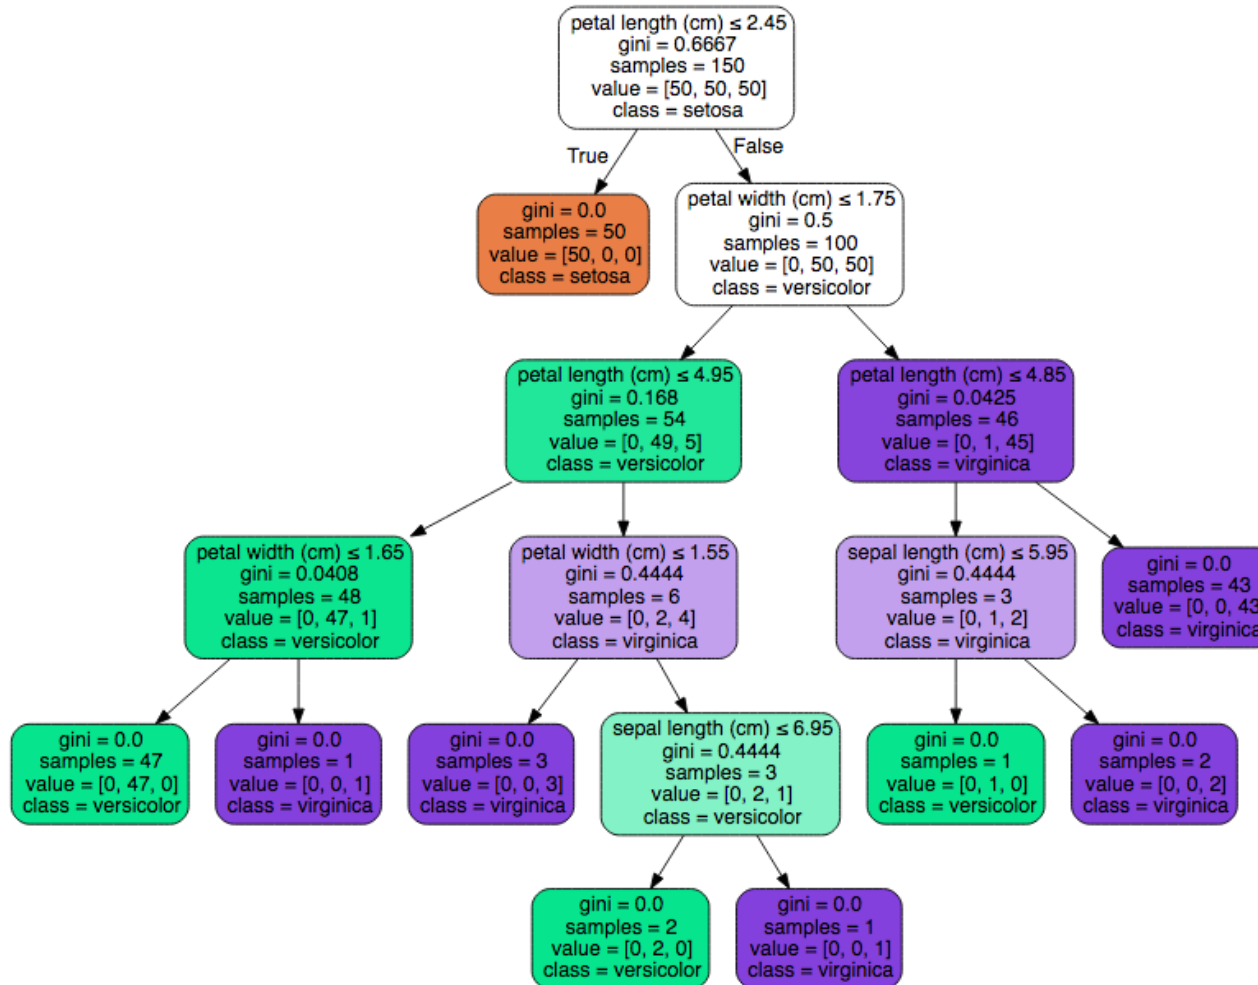 petal length (cm) ≤ 2.45
gini = 0.6667
samples = 150
value = [50, 50, 50]
class = setosa
True
False
gini = 0.0
samples = 50
value = [50, 0, 0]
class = setosa
petal width (cm) ≤ 1.75
gini = 0.5
samples = 100
value = [0, 50, 50]
class = versicolor
petal length (cm) ≤ 4.95
gini = 0.168
samples = 54
value = [0, 49, 5]
class = versicolor
petal length (cm) ≤ 4.85
gini = 0.0425
samples = 46
value = [0, 1, 45]
class = virginica
petal width (cm) ≤ 1.65
gini = 0.0408
samples = 48
value = [0, 47, 1]
class = versicolor
petal width (cm) ≤ 1.55
gini = 0.4444
samples = 6
value = [0, 2, 4]
class = virginica
sepal length (cm) ≤ 5.95
gini = 0.4444
samples = 3
value = [0, 1, 2]
class = virginica
gini = 0.0
samples = 43
value = [0, 0, 43
class = virginica
gini = 0.0
samples = 47
value = [0, 47, 0]
class = versicolor
gini = 0.0
samples = 1
value = [0, 0, 1]
class = virginica
gini = 0.0
samples = 3
value = [0, 0, 3]
class = virginica
sepal length (cm) ≤ 6.95
gini = 0.4444
samples = 3
value = [0, 2, 1]
class = versicolor
gini = 0.0
samples = 1
value = [0, 1, 0]
class = versicolor
gini = 0.0
samples = 2
value = [0, 0, 2]
class = virginica
gini = 0.0
samples = 2
value = [0, 2, 0]
class = versicolor
gini = 0.0
samples = 1
value = [0, 0, 1]
class = virginica